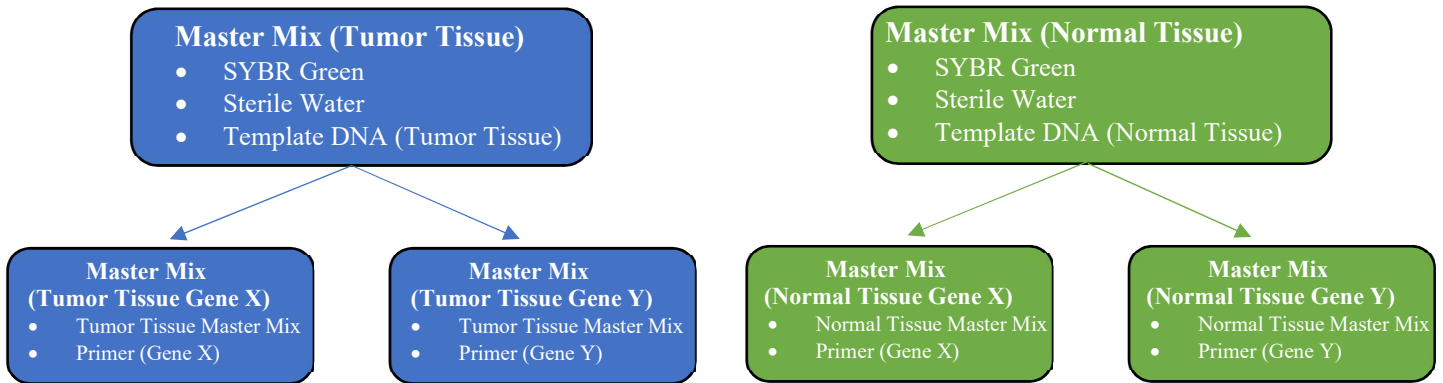 Master Mix (Tumor Tissue)
• SYBR Green
• Sterile Water
• Template DNA (Tumor Tissue)
Master Mix (Normal Tissue)
• SYBR Green
• Sterile Water
• Template DNA (Normal Tissue)
Master Mix
(Tumor Tissue Gene X)
• Tumor Tissue Master Mix
• Primer (Gene X)
Master Mix
(Tumor Tissue Gene Y)
• Tumor Tissue Master Mix
• Primer (Gene Y)
Master Mix
(Normal Tissue Gene X)
• Normal Tissue Master Mix
• Primer (Gene X)
Master Mix
(Normal Tissue Gene Y)
• Normal Tissue Master Mix
• Primer (Gene Y)